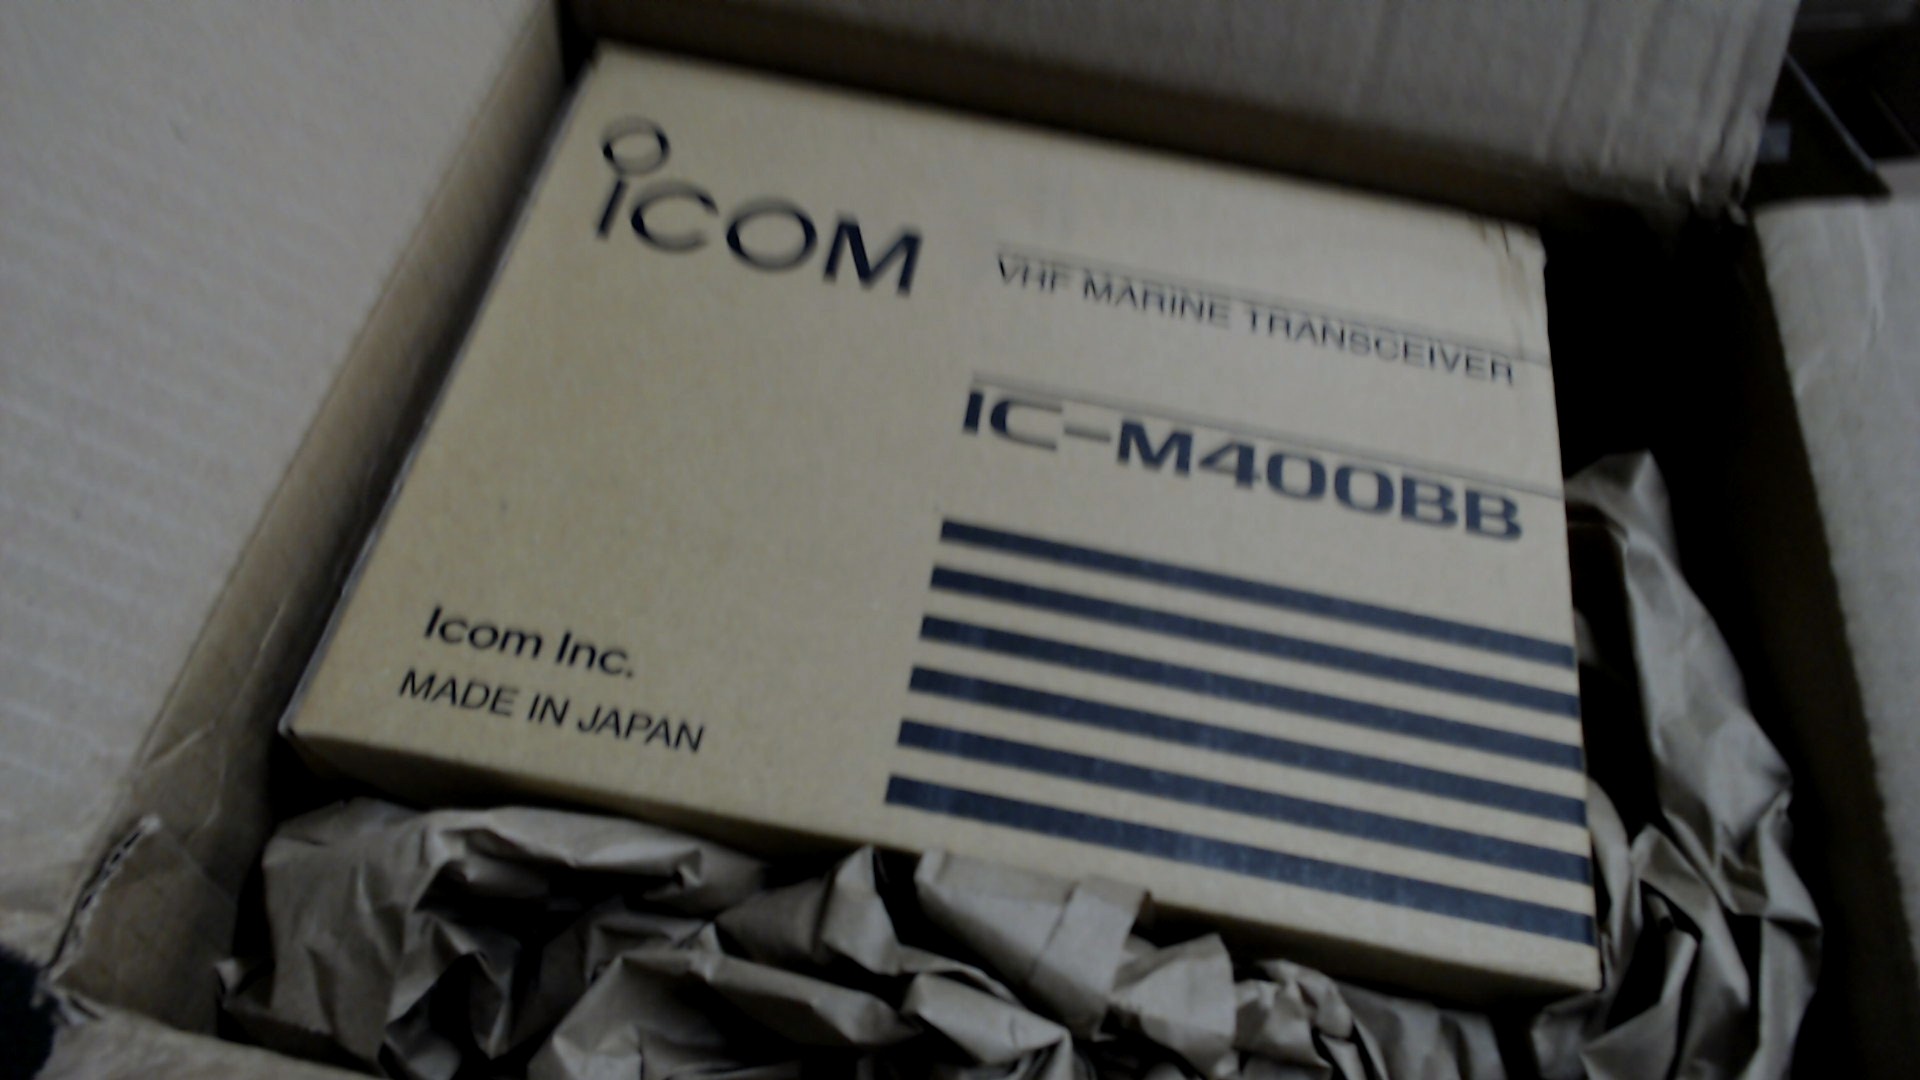 ICOM
VHF MARINE TRANSCEIVER
IC-M400BB
Icom Inc.
MADE IN JAPAN